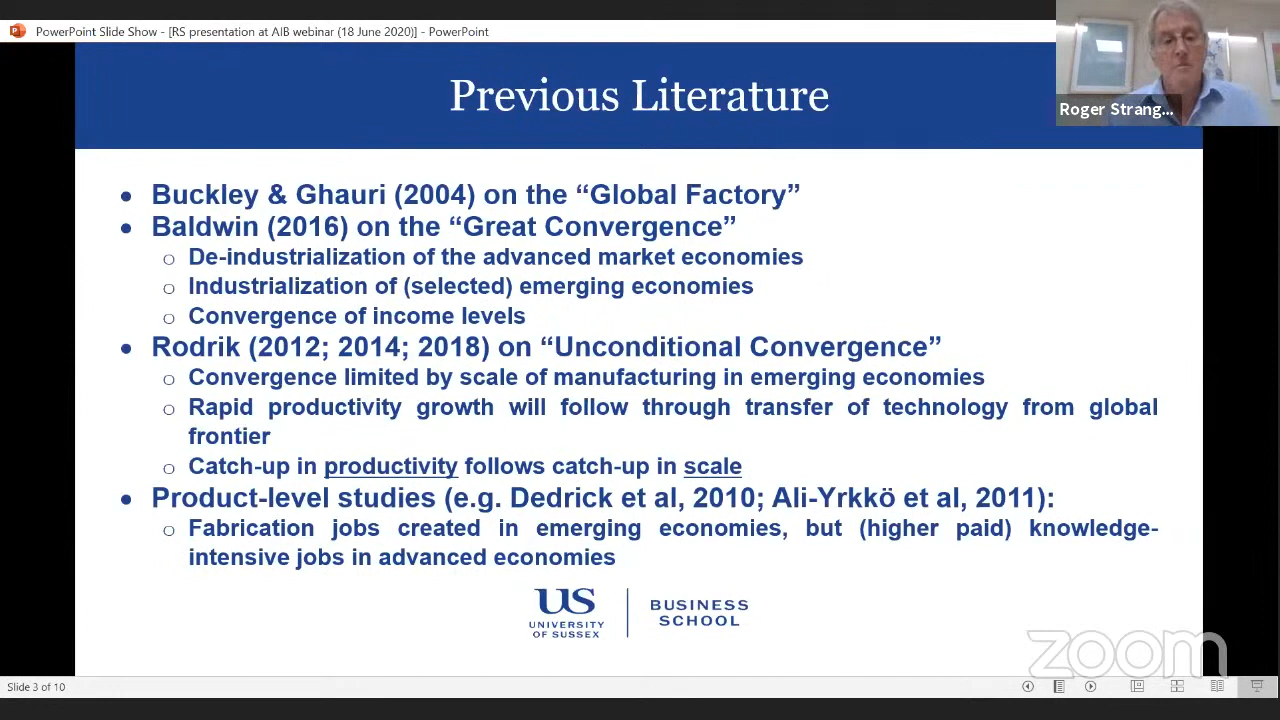 PowerPoint Slide Show - [RS presentation at AIB webinar (18 June 2020)] - PowerPoint
Roger Strang...
Previous Literature
• Buckley & Ghauri (2004) on the “Global Factory”
• Baldwin (2016) on the “Great Convergence”
o De-industrialization of the advanced market economies
o Industrialization of (selected) emerging economies
o Convergence of income levels
• Rodrik (2012; 2014; 2018) on “Unconditional Convergence”
o Convergence limited by scale of manufacturing in emerging economies
o Rapid productivity growth will follow through transfer of technology from global
frontier
o Catch-up in productivity follows catch-up in scale
• Product-level studies (e.g. Dedrick et al, 2010; Ali-Yrkkö et al, 2011):
o Fabrication jobs created in emerging economies, but (higher paid) knowledge-
intensive jobs in advanced economies
US
UNIVERSITY
OF SUSSEX
BUSINESS
SCHOOL
zoom
Slide 3 of 10